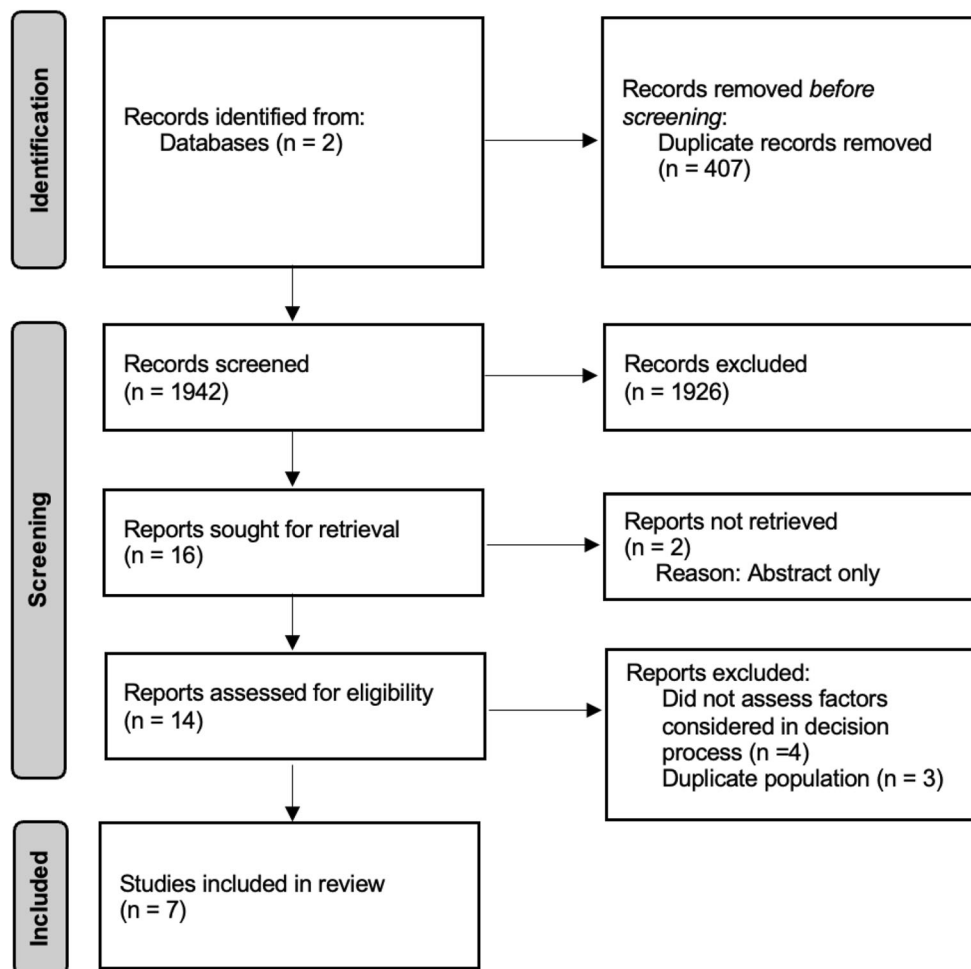 Identification
Records identified from:
Databases (n = 2)
Records removed before
screening:
Duplicate records removed
(n = 407)
Screening
Records screened
(n = 1942)
Records excluded
(n = 1926)
Reports sought for retrieval
(n = 16)
Reports not retrieved
(n = 2)
Reason: Abstract only
Reports assessed for eligibility
(n = 14)
Reports excluded:
Did not assess factors
considered in decision
process (n =4)
Duplicate population (n = 3)
Included
Studies included in review
(n = 7)